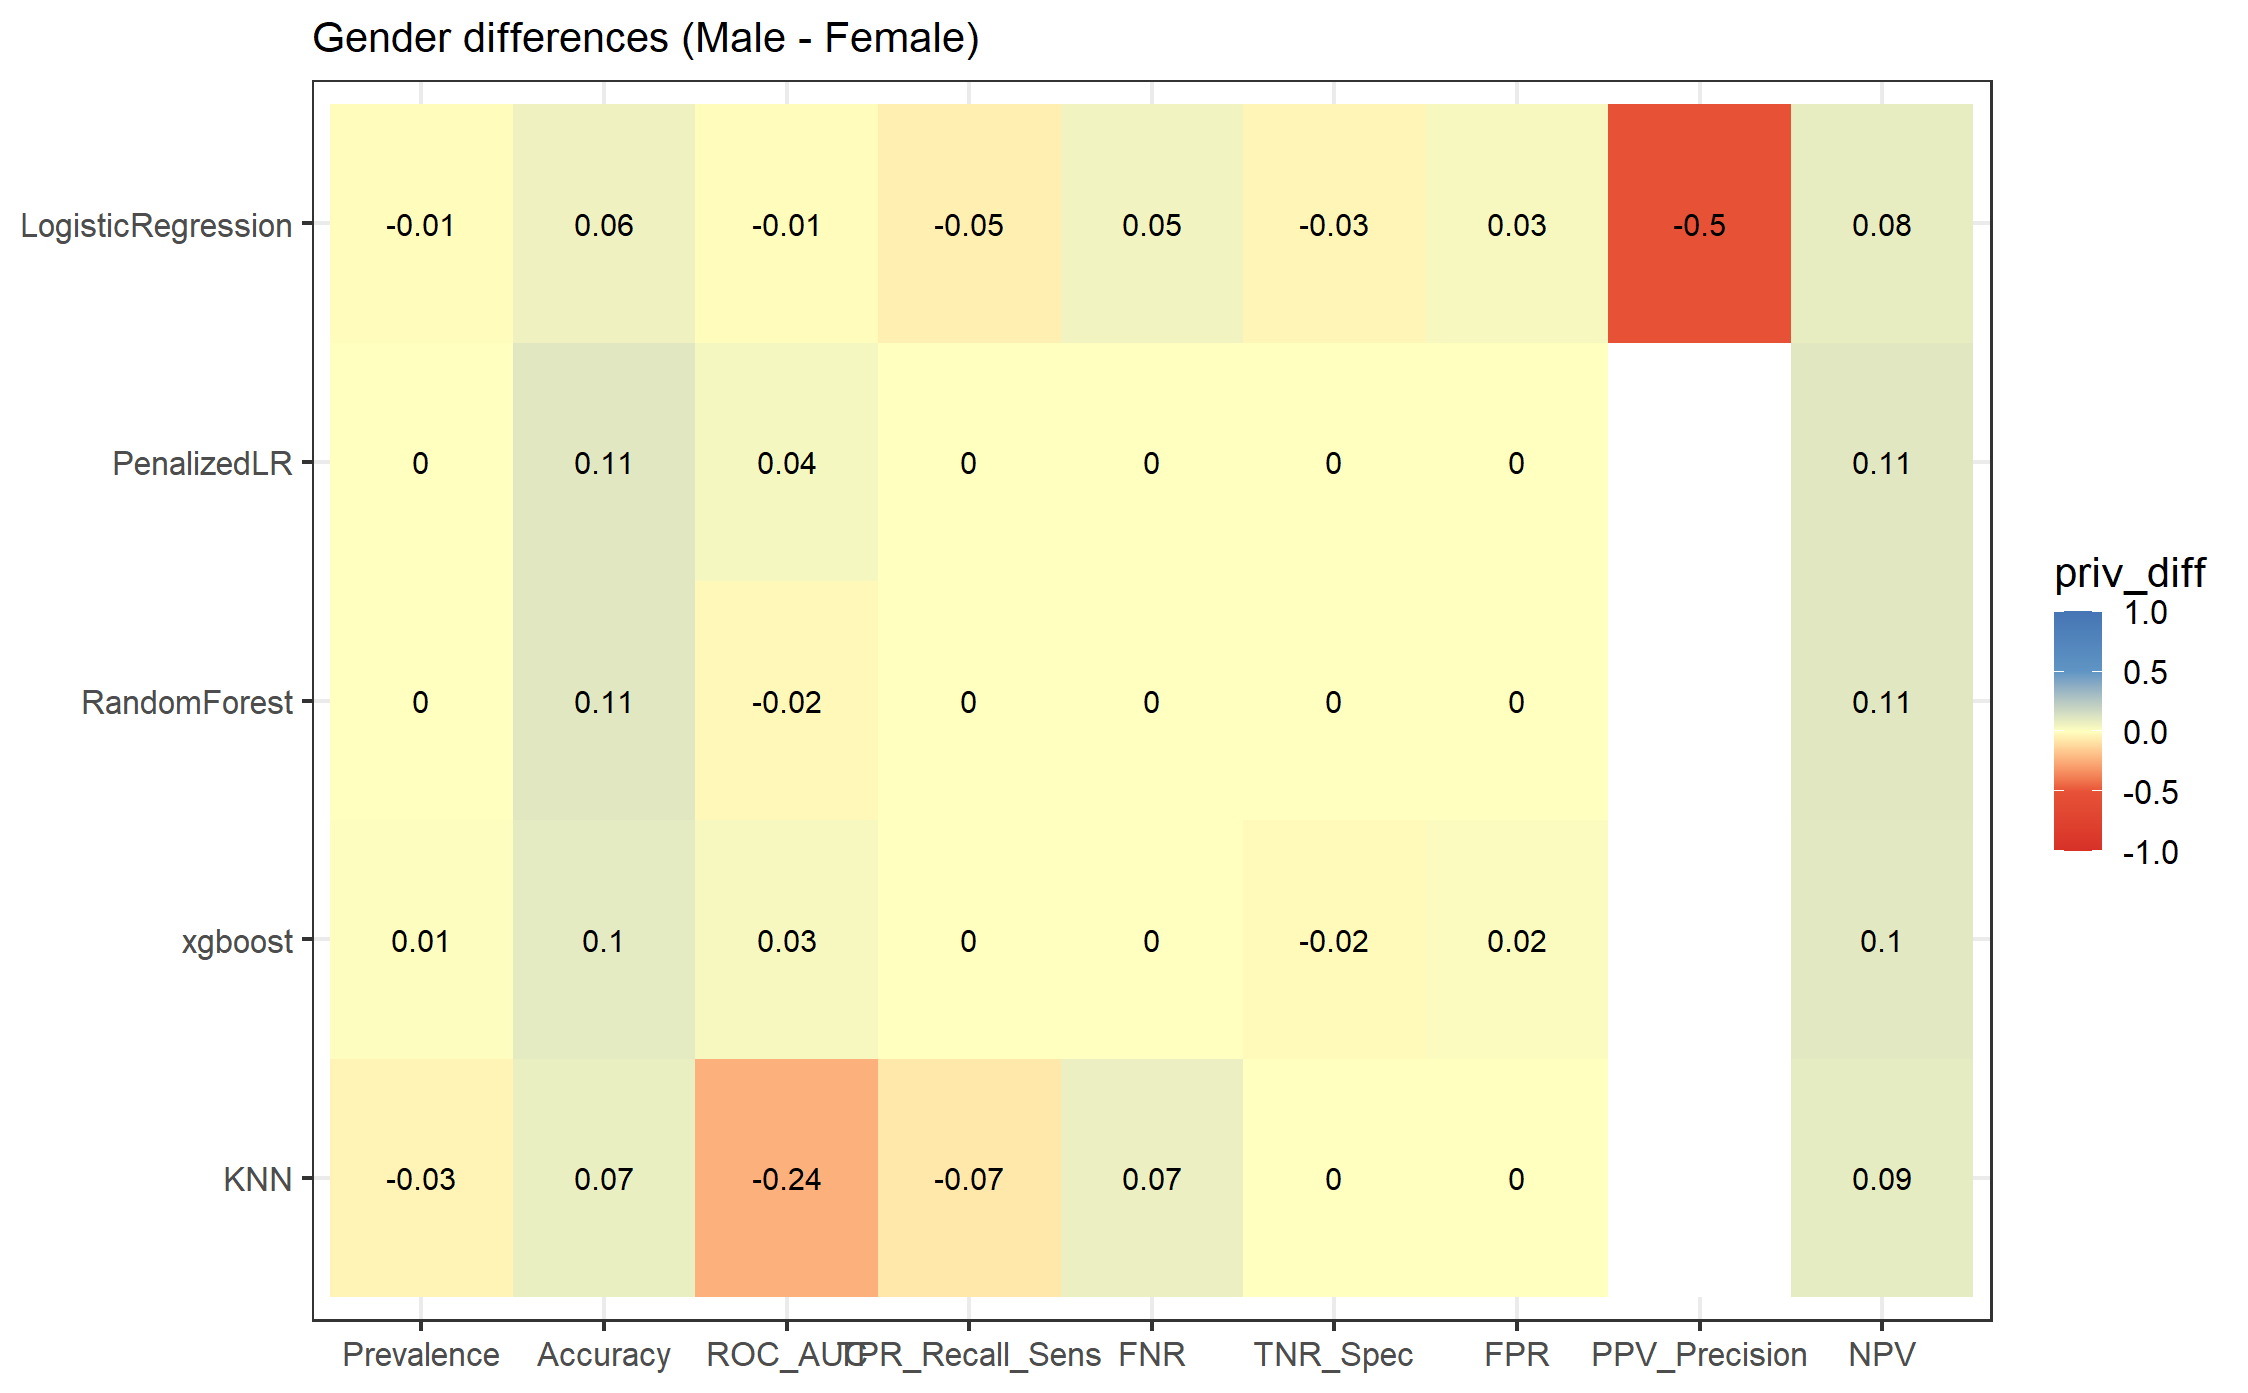 Gender differences (Male - Female)
LogisticRegression -0.01 0.06 -0.01 -0.05 0.05 -0.03 0.03 -0.5 0.08
PenalizedLR 0 0.11 0.04 0 0 0 0 0.11
RandomForest 0 0.11 -0.02 0 0 0 0 0.11
xgboost 0.01 0.1 0.03 0 0 -0.02 0.02 0.1
KNN -0.03 0.07 -0.24 -0.07 0.07 0 0 0.09
Prevalence Accuracy ROC_AUC TPR_Recall_Sens FNR TNR_Spec FPR PPV_Precision NPV
priv_diff
1.0
0.5
0.0
-0.5
-1.0